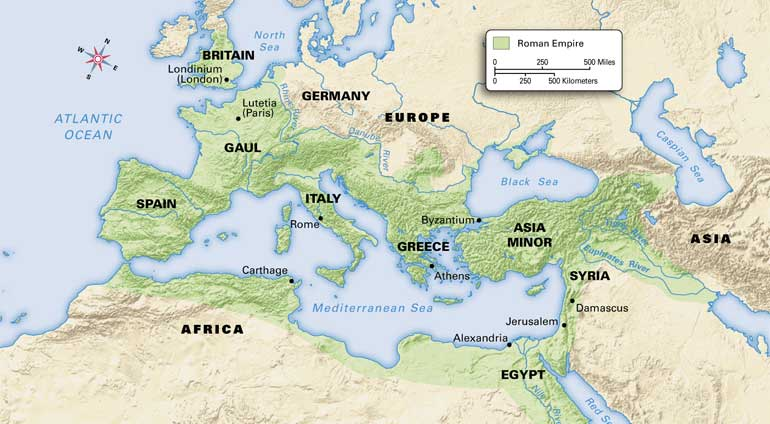 N
E
W
S
North
Sea
BRITAIN
Londinium
(London)
ATLANTIC
OCEAN
Lutetia
(Paris)
GERMANY
Rhine River
EUROPE
Danube
River
GAUL
SPAIN
ITALY
Rome
Byzantium
Black Sea
Caspian Sea
ASIA
MINOR
ASIA
GREECE
Athens
Carthage
Mediterranean Sea
SYRIA
Tigris River
Euphrates River
Damascus
Jerusalem
Alexandria
AFRICA
EGYPT
Nile River
Red Sea
Roman Empire
0 250 500 Miles
0 250 500 Kilometers